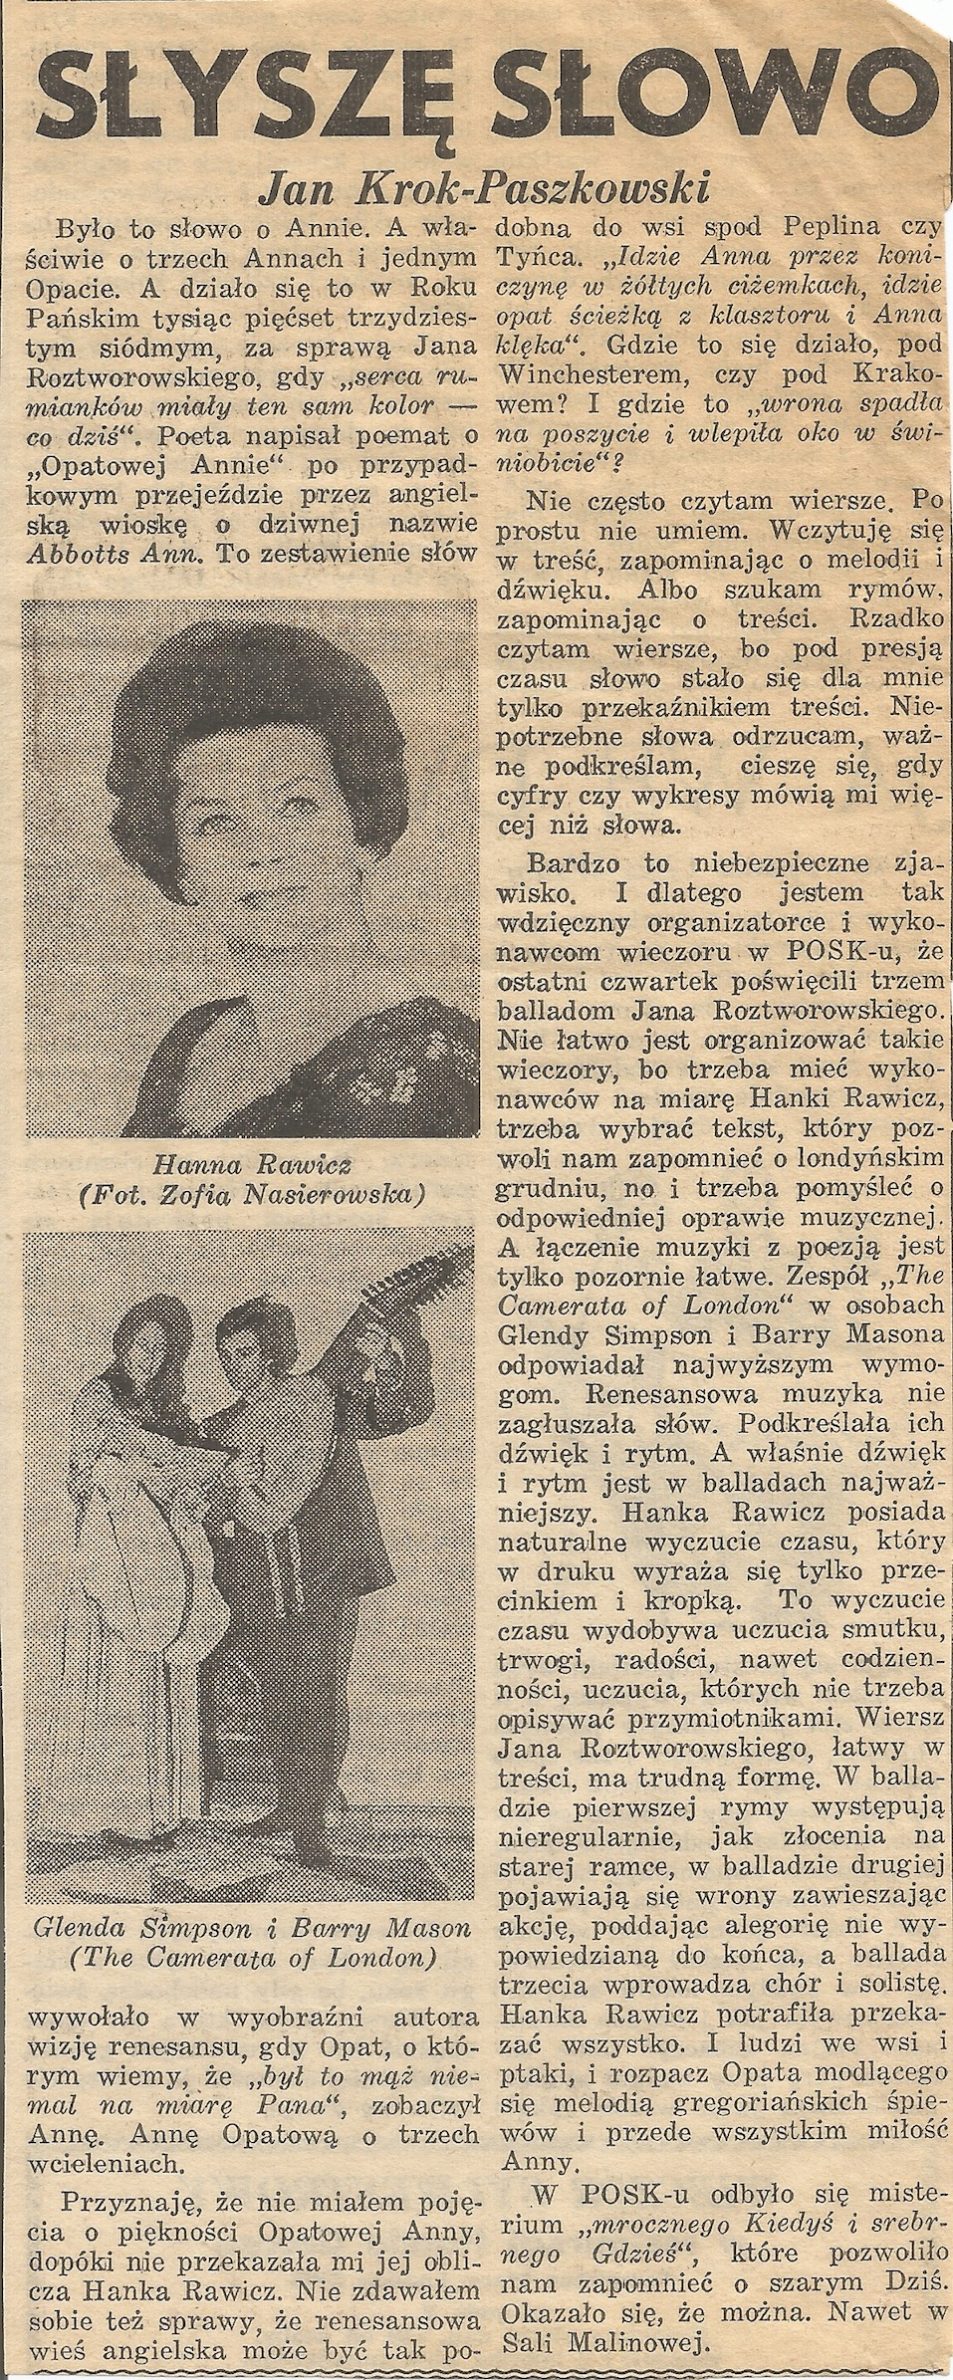 SŁYSZĘ SŁOWO
Jan Krok-Paszkowski
Było to słowo o Annie. A wła-
ściwie o trzech Annach i jednym
Opacie. A działo się to w Roku
Pańskim tysiąc pięćset trzydzies-
tym siódmym, za sprawą Jana
Roztworowskiego, gdy „serca ru-
mianków miały ten sam kolor —
co dziś“. Poeta napisał poemat o
„Opatowej Annie“ po przypad-
kowym przejeździe przez angiel-
ską wioskę o dziwnej nazwie
Abbotts Ann. To zestawienie słów
Hanna Rawicz
(Fot. Zofia Nasierowska)
Glenda Simpson i Barry Mason
(The Camerata of London)
wywołało w wyobraźni autora
wizję renesansu, gdy Opat, o któ-
rym wiemy, że „był to mąż nie-
mal na miarę Pana“, zobaczył
Annę. Annę Opatową o trzech
wcieleniach.
Przyznaję, że nie miałem poję-
cia o piękności Opatowej Anny,
dopóki nie przekazała mi jej obli-
cza Hanka Rawicz. Nie zdawałem
sobie też sprawy, że renesansowa
wieś angielska może być tak po-
dobna do wsi spod Peplina czy
Tyńca. „Idzie Anna przez koni-
czynę w żółtych ciżemkach, idzie
opat ścieżką z klasztoru i Anna
klęka“. Gdzie to się działo, pod
Winchesterem, czy pod Krako-
wem? I gdzie to „wrona spadła
na poszycie i wlepiła oko w świ-
niobicie“?
Nie często czytam wiersze. Po
prostu nie umiem. Wczytuję się
w treść, zapominając o melodii i
dźwięku. Albo szukam rymów,
zapominając o treści. Rzadko
czytam wiersze, bo pod presją
czasu słowo stało się dla mnie
tylko przekaźnikiem treści. Nie-
potrzebne słowa odrzucam, waż-
ne podkreślam, cieszę się, gdy
cyfry czy wykresy mówią mi wię-
cej niż słowa.
Bardzo to niebezpieczne zja-
wisko. I dlatego jestem tak
wdzięczny organizatorce i wyko-
nawcom wieczoru w POSK-u, że
ostatni czwartek poświęcili trzem
balladom Jana Roztworowskiego.
Nie łatwo jest organizować takie
wieczory, bo trzeba mieć wyko-
nawców na miarę Hanki Rawicz,
trzeba wybrać tekst, który poz-
woli nam zapomnieć o londyńskim
grudniu, no i trzeba pomyśleć o
odpowiedniej oprawie muzycznej.
A łączenie muzyki z poezją jest
tylko pozornie łatwe. Zespół „The
Camerata of London“ w osobach
Glendy Simpson i Barry Masona
odpowiadał najwyższym wymo-
gom. Renesansowa muzyka nie
zagłuszała słów. Podkreślała ich
dźwięk i rytm. A właśnie dźwięk
i rytm jest w balladach najważ-
niejszy. Hanka Rawicz posiada
naturalne wyczucie czasu, który
w druku wyraża się tylko prze-
cinkiem i kropką. To wyczucie
czasu wydobywa uczucia smutku,
trwogi, radości, nawet codzien-
ności, uczucia, których nie trzeba
opisywać przymiotnikami. Wiersz
Jana Roztworowskiego, łatwy w
treści, ma trudną formę. W balla-
dzie pierwszej rymy występują
nieregularnie, jak złocenia na
starej ramce, w balladzie drugiej
pojawiają się wrony zawieszając
akcję, poddając alegorię nie wy-
powiedzianą do końca, a ballada
trzecia wprowadza chór i solistę.
Hanka Rawicz potrafiła przeka-
zać wszystko. I ludzi we wsi i
ptaki, i rozpacz Opata modlącego
się melodią gregoriańskich śpie-
wów i przede wszystkim miłość
Anny.
W POSK-u odbyło się miste-
rium „mrocznego Kiedyś i srebr-
nego Gdzieś“, które pozwoliło
nam zapomnieć o szarym Dziś.
Okazało się, że można. Nawet w
Sali Malinowej.